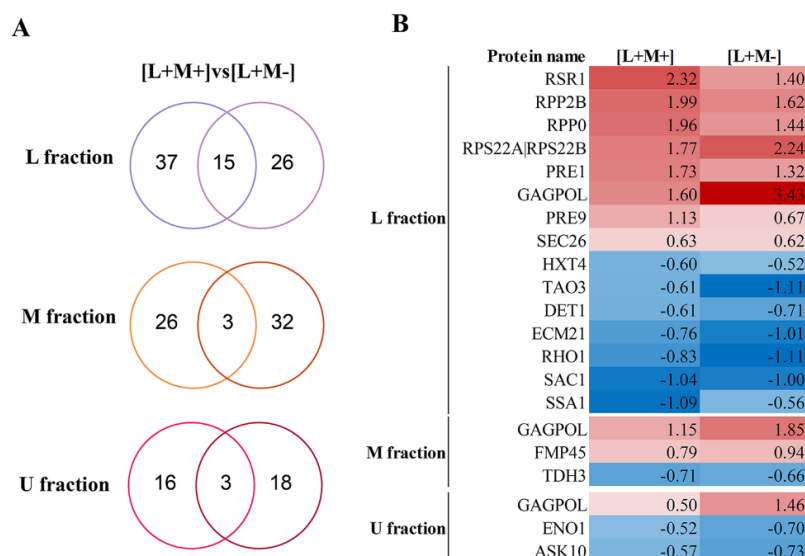 A
[L+M+]vs[L+M-]
L fraction
37 15 26
M fraction
26 3 32
U fraction
16 3 18
B
Protein name [L+M+] [L+M-]
L fraction
RSR1 2.32 1.40
RPP2B 1.99 1.62
RPP0 1.96 1.44
RPS22A|RPS22B 1.77 2.24
PRE1 1.73 1.32
GAGPOL 1.60 3.43
PRE9 1.13 0.67
SEC26 0.63 0.62
HXT4 -0.60 -0.52
TAO3 -0.61 -1.11
DET1 -0.61 -0.71
ECM21 -0.76 -1.01
RHO1 -0.83 -1.11
SAC1 -1.04 -1.00
SSA1 -1.09 -0.56
M fraction
GAGPOL 1.15 1.85
FMP45 0.79 0.94
TDH3 -0.71 -0.66
U fraction
GAGPOL 0.50 1.46
ENO1 -0.52 -0.70
ASK10 -0.57 -0.73